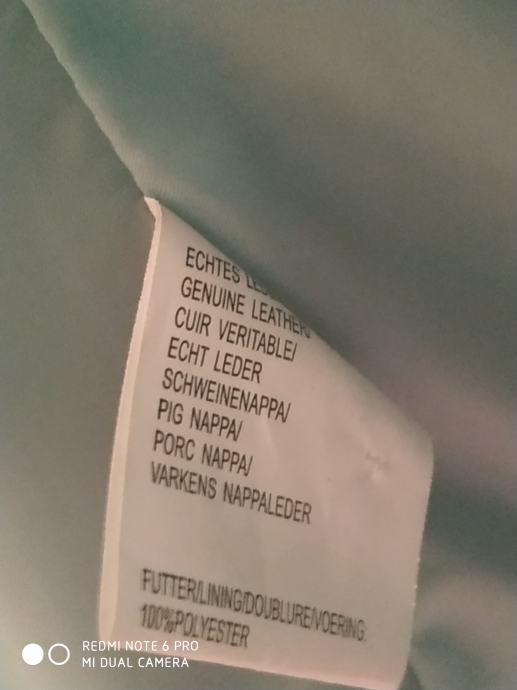 ECHTES
GENUINE LEATHER/
CUIR VERITABLE/
ECHT LEDER
SCHWEINENAPPA/
PIG NAPPA/
PORC NAPPA/
VARKENS NAPPALEDER
FUTTER/LINING/DOUBLURE/VOERING:
100%POLYESTER
REDMI NOTE 6 PRO
MI DUAL CAMERA